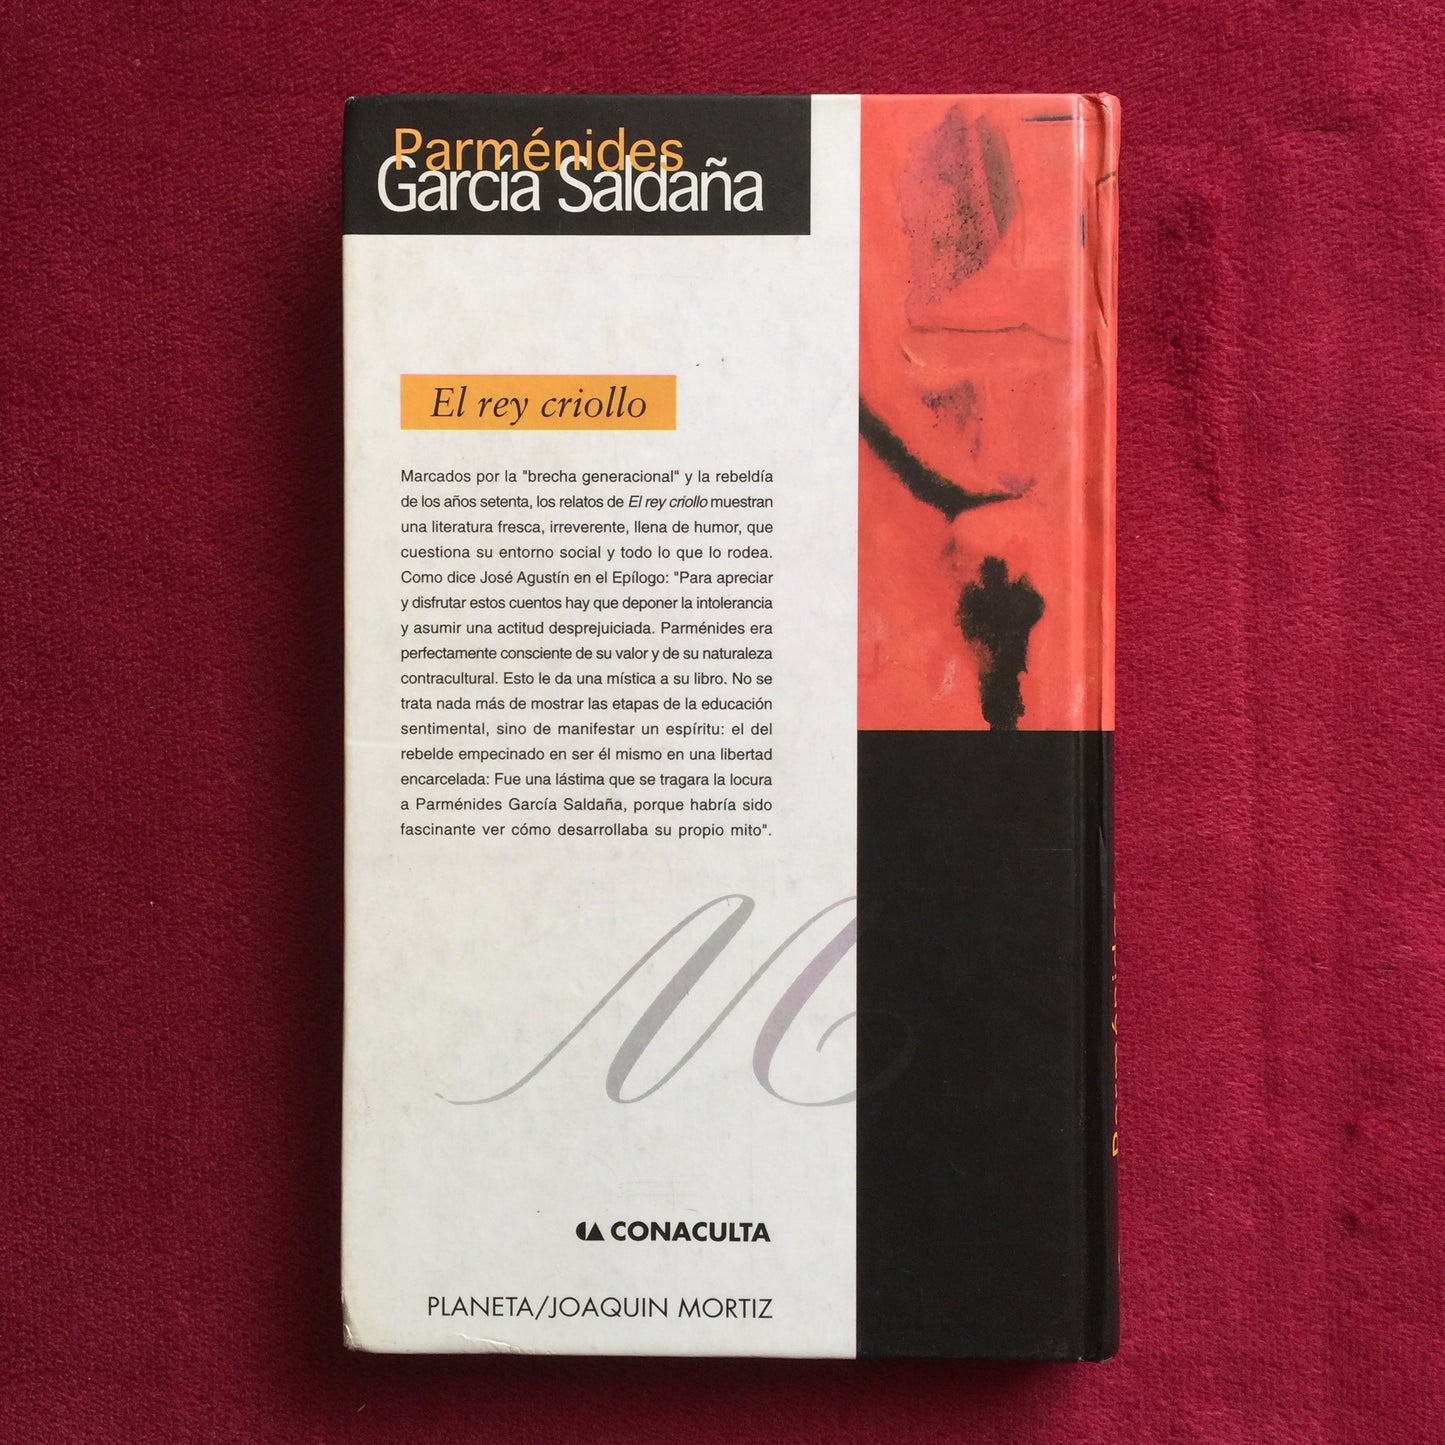 Parménides
García Saldaña
El rey criollo
Marcados por la "brecha generacional" y la rebeldía
de los años setenta, los relatos de El rey criollo muestran
una literatura fresca, irreverente, llena de humor, que
cuestiona su entorno social y todo lo que lo rodea.
Como dice José Agustín en el Epílogo: "Para apreciar
y disfrutar estos cuentos hay que deponer la intolerancia
y asumir una actitud desprejuiciada. Parménides era
perfectamente consciente de su valor y de su naturaleza
contracultural. Esto le da una mística a su libro. No se
trata nada más de mostrar las etapas de la educación
sentimental, sino de manifestar un espíritu: el del
rebelde empecinado en ser él mismo en una libertad
encarcelada: Fue una lástima que se tragara la locura
a Parménides García Saldaña, porque habría sido
fascinante ver cómo desarrollaba su propio mito".
M
CONACULTA
PLANETA/JOAQUIN MORTIZ